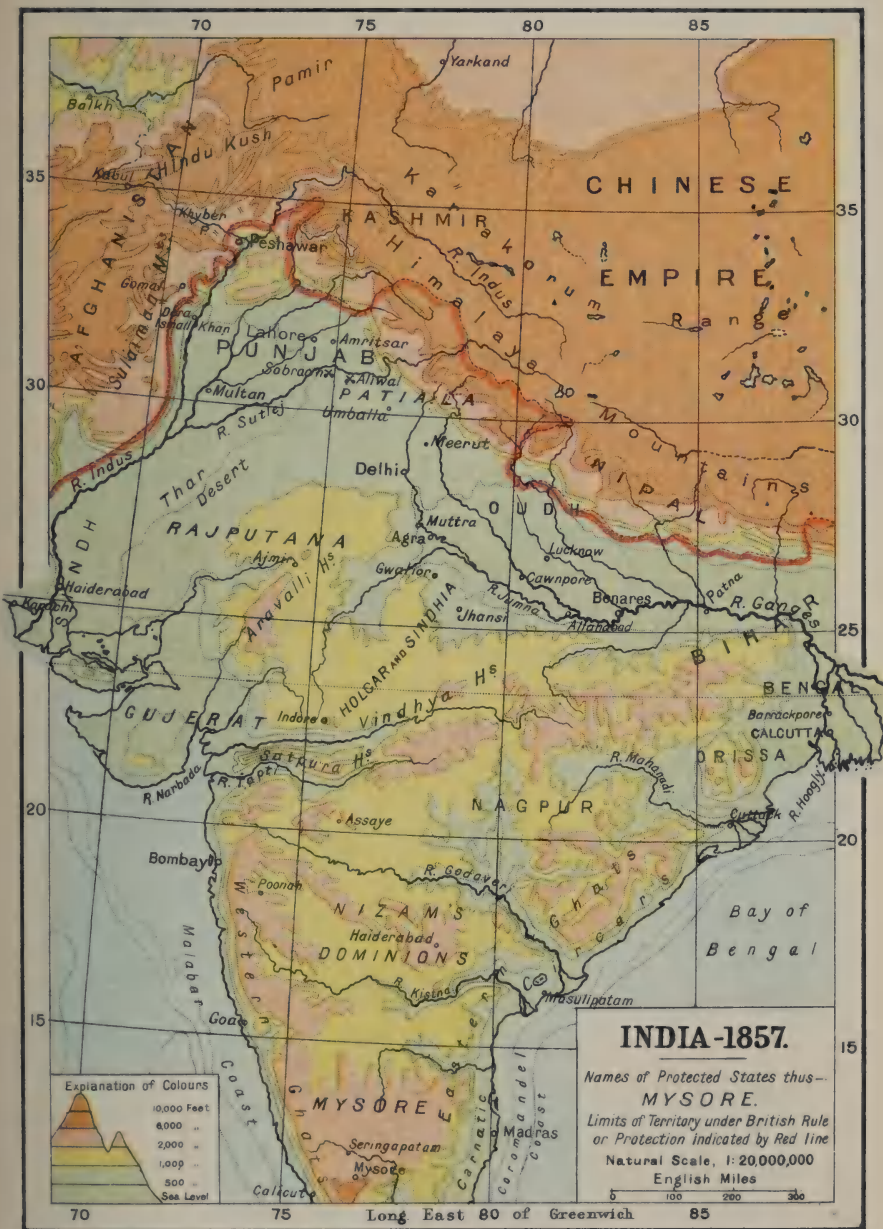 70 75 80 85
Yarkand
Pamir
Balkh
Hindu Kush
AFGHANISTAN
Kabul
35
CHINESE
EMPIRE
35
Karakorum
Range
KASHMIR
Khyber P.
Peshawar
R. Indus
Himalaya
Mountains
Gomal P.
Dera
Ismail Khan
Sulaiman Mts
Lahore
Amritsar
PUNJAB
Sobraon
Aliwal
30
Multan
PATIALA
Umballa
30
R. Sutlej
R. Indus
Meerut
Thar
Desert
Delhi
NIPAL
OUDH
RAJPUTANA
Muttra
Agra
Lucknow
Ajmir
Gwalior
Cawnpore
SINDH
Haiderabad
Karachi
Aravalli Hs
R. Jumna
Benares
Patna
R. Ganges
Jhansi
Allahabad
25
BIHAR
HOLCAR AND SINDHIA
BENGAL
GUJERAT
Indore
Vindhya Hs.
Barrackpore
CALCUTTA
Satpura Hs
ORISSA
R. Narbada
R. Tapti
R. Mahanadi
R. Hoogly
20
NAGPUR
Assaye
Cuttack
20
Bombay
R. Godaveri
Poonah
Western
Ghats
Eastern
Ghats
NIZAM'S
Haiderabad
DOMINIONS
Bay of
Bengal
Malabar
Coast
R. Kistna
Masulipatam
15
Goa
15
MYSORE
Seringapatam
Mysore
Calicut
Carnatic
Madras
Coromandel
Coast
INDIA-1857.
Names of Protected States thus—
MYSORE.
Limits of Territory under British Rule
or Protection indicated by Red line
Natural Scale, 1:20,000,000
English Miles
0 100 200 300
Explanation of Colours
10,000 Feet
6,000 "
2,000 "
1,000 "
500 "
Sea Level
70 75 Long. East 80 of Greenwich 85